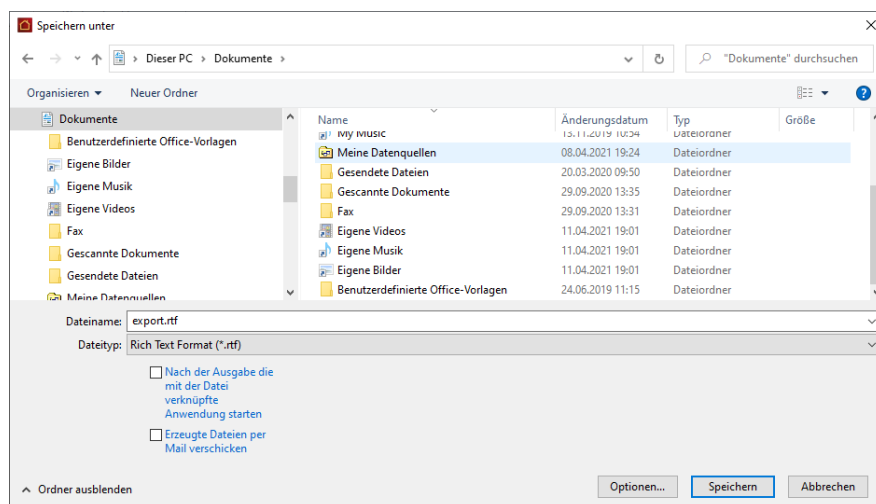 Speichern unter
Dieser PC > Dokumente >
"Dokumente" durchsuchen
Organisieren
Neuer Ordner
Dokumente
Benutzerdefinierte Office-Vorlagen
Eigene Bilder
Eigene Musik
Eigene Videos
Fax
Gescannte Dokumente
Gesendete Dateien
Meine Datenquellen
Name Änderungsdatum Typ Größe
My Music 13.11.2019 10:54 Dateiordner
Meine Datenquellen 08.04.2021 19:24 Dateiordner
Gesendete Dateien 20.03.2020 09:50 Dateiordner
Gescannte Dokumente 29.09.2020 13:35 Dateiordner
Fax 29.09.2020 13:31 Dateiordner
Eigene Videos 11.04.2021 19:01 Dateiordner
Eigene Musik 11.04.2021 19:01 Dateiordner
Eigene Bilder 11.04.2021 19:01 Dateiordner
Benutzerdefinierte Office-Vorlagen 24.06.2019 11:15 Dateiordner
Dateiname: export.rtf
Dateityp: Rich Text Format (*.rtf)
Nach der Ausgabe die
mit der Datei
verknüpfte
Anwendung starten
Erzeugte Dateien per
Mail verschicken
Ordner ausblenden
Optionen...
Speichern
Abbrechen